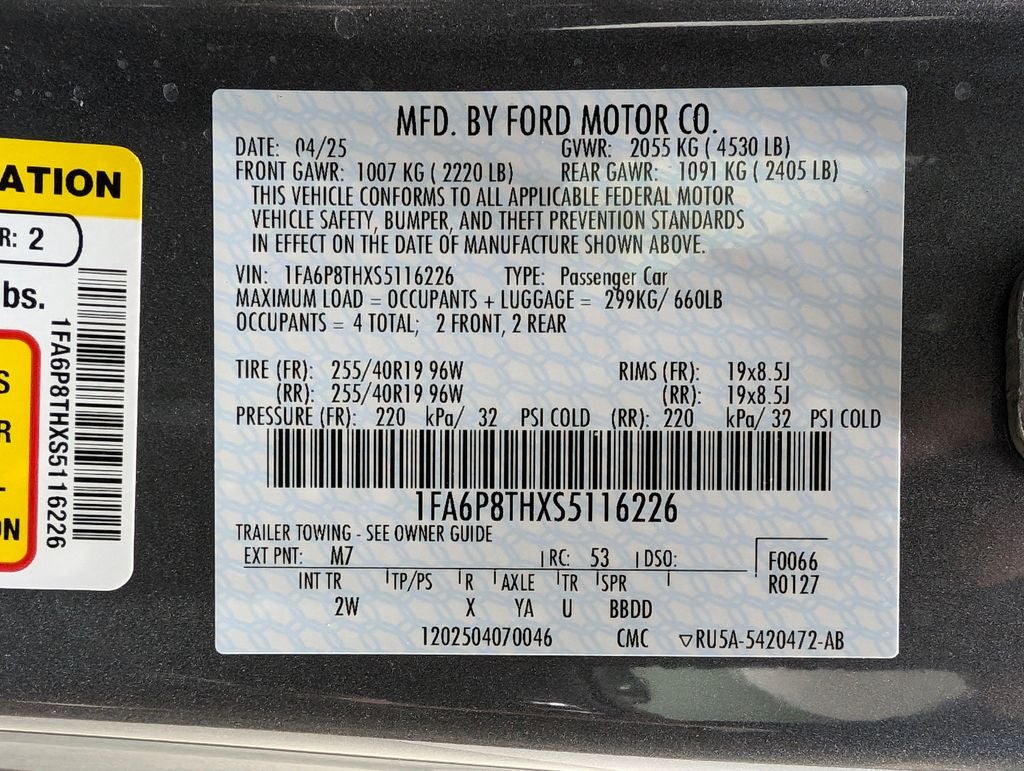 ATION
R: 2
bs.
S
R
L
ON
1FA6P8THXS5116226
MFD. BY FORD MOTOR CO.
DATE: 04/25 GVWR: 2055 KG ( 4530 LB)
FRONT GAWR: 1007 KG ( 2220 LB) REAR GAWR: 1091 KG ( 2405 LB)
THIS VEHICLE CONFORMS TO ALL APPLICABLE FEDERAL MOTOR
VEHICLE SAFETY, BUMPER, AND THEFT PREVENTION STANDARDS
IN EFFECT ON THE DATE OF MANUFACTURE SHOWN ABOVE.
VIN: 1FA6P8THXS5116226 TYPE: Passenger Car
MAXIMUM LOAD = OCCUPANTS + LUGGAGE = 299KG/ 660LB
OCCUPANTS = 4 TOTAL; 2 FRONT, 2 REAR
TIRE (FR): 255/40R19 96W RIMS (FR): 19x8.5J
(RR): 255/40R19 96W (RR): 19x8.5J
PRESSURE (FR): 220 kPa/ 32 PSI COLD (RR): 220 kPa/ 32 PSI COLD
1FA6P8THXS5116226
TRAILER TOWING - SEE OWNER GUIDE
EXT PNT: M7 RC: 53 DSO: F0066
R0127
INT TR TP/PS R AXLE TR SPR
2W X YA U BBDD
1202504070046 CMC ▽RU5A-5420472-AB